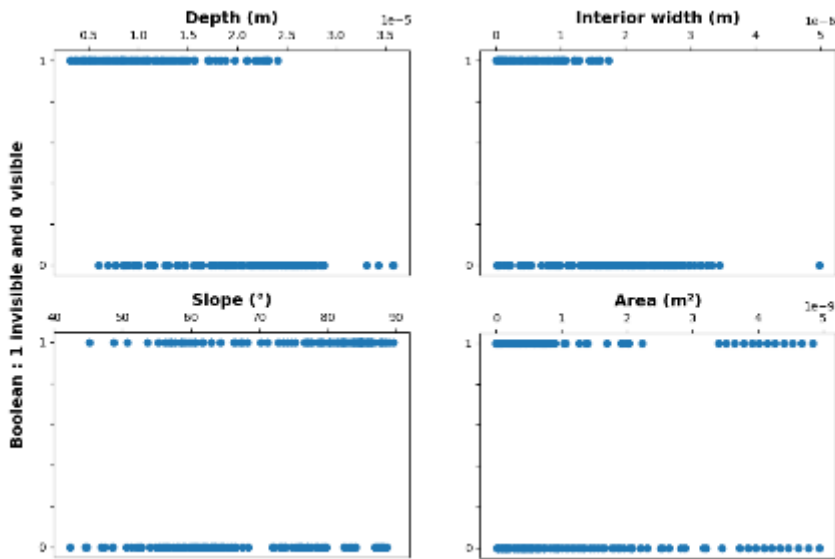 Depth (m)
0.5 1.0 1.5 2.0 2.5 3.0 3.5
1e−5
Interior width (m)
0 1 2 3 4 5
1e−6
1
0
1
0
Slope (°)
40 50 60 70 80 90
Area (m²)
0 1 2 3 4 5
1e−9
1
0
1
0
Boolean : 1 invisible and 0 visible